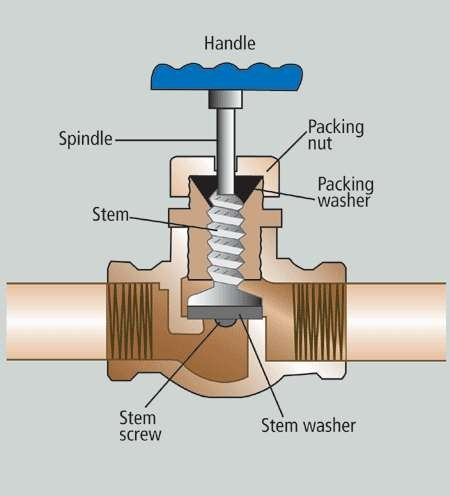 Handle
Spindle
Packing
nut
Packing
washer
Stem
Stem
screw
Stem washer